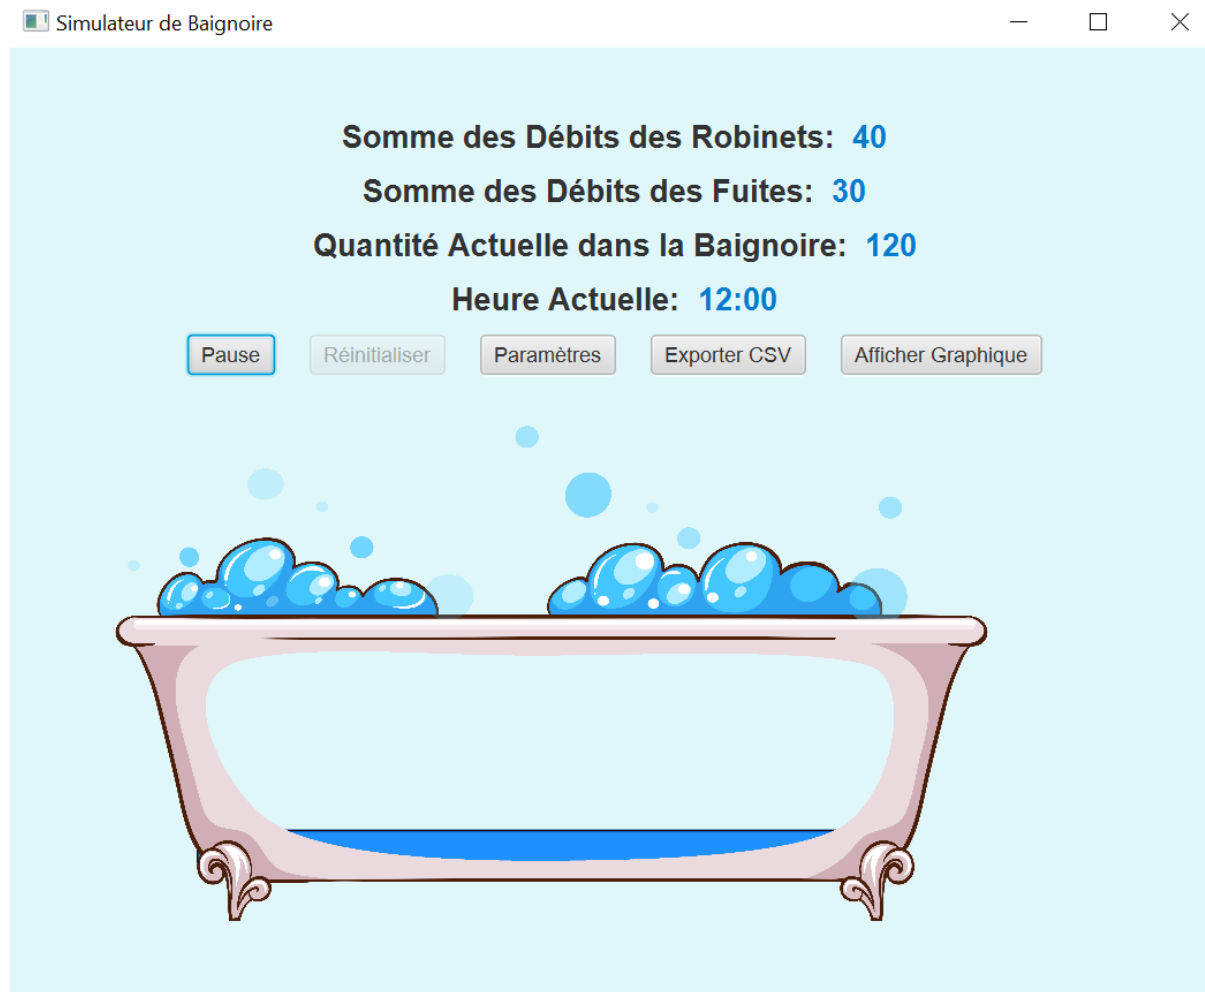 Simulateur de Baignoire
Somme des Débits des Robinets: 40
Somme des Débits des Fuites: 30
Quantité Actuelle dans la Baignoire: 120
Heure Actuelle: 12:00
Pause Réinitialiser Paramètres Exporter CSV Afficher Graphique